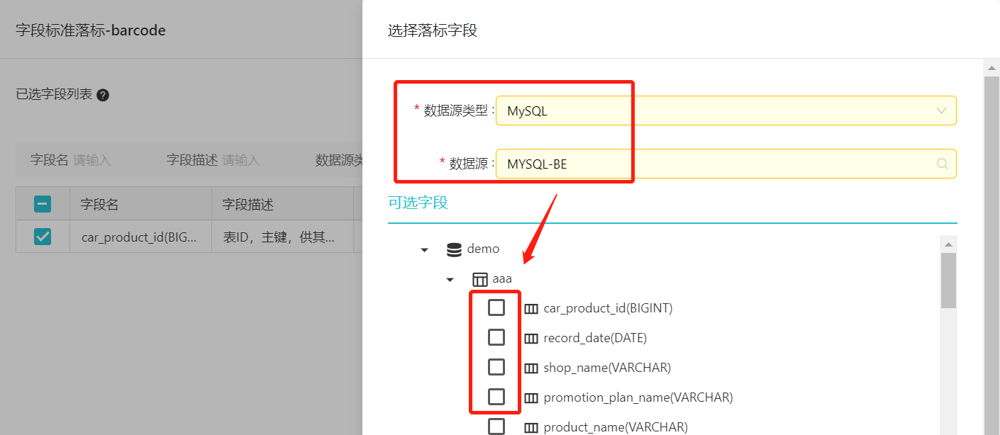 字段标准落标-barcode
已选字段列表 ?
字段名 请输入 字段描述 请输入 数据源类
字段名 字段描述
car_product_id(BIG... 表ID，主键，供其...
选择落标字段
* 数据源类型 : MySQL
* 数据源 : MYSQL-BE
可选字段
demo
aaa
car_product_id(BIGINT)
record_date(DATE)
shop_name(VARCHAR)
promotion_plan_name(VARCHAR)
product_name(VARCHAR)